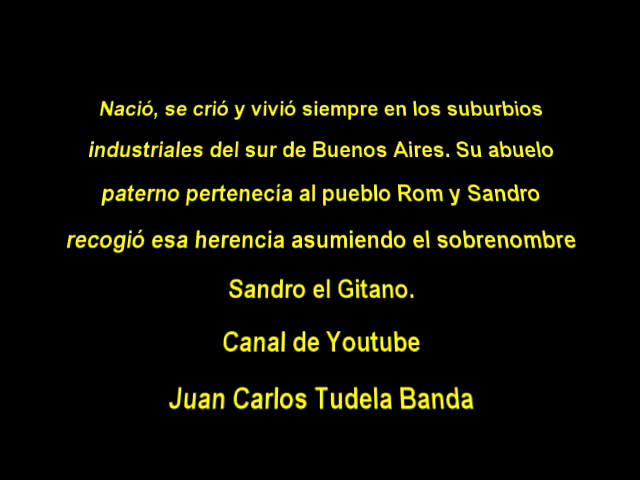 Nació, se crió y vivió siempre en los suburbios
industriales del sur de Buenos Aires. Su abuelo
paterno pertenecía al pueblo Rom y Sandro
recogió esa herencia asumiendo el sobrenombre
Sandro el Gitano.
Canal de Youtube
Juan Carlos Tudela Banda